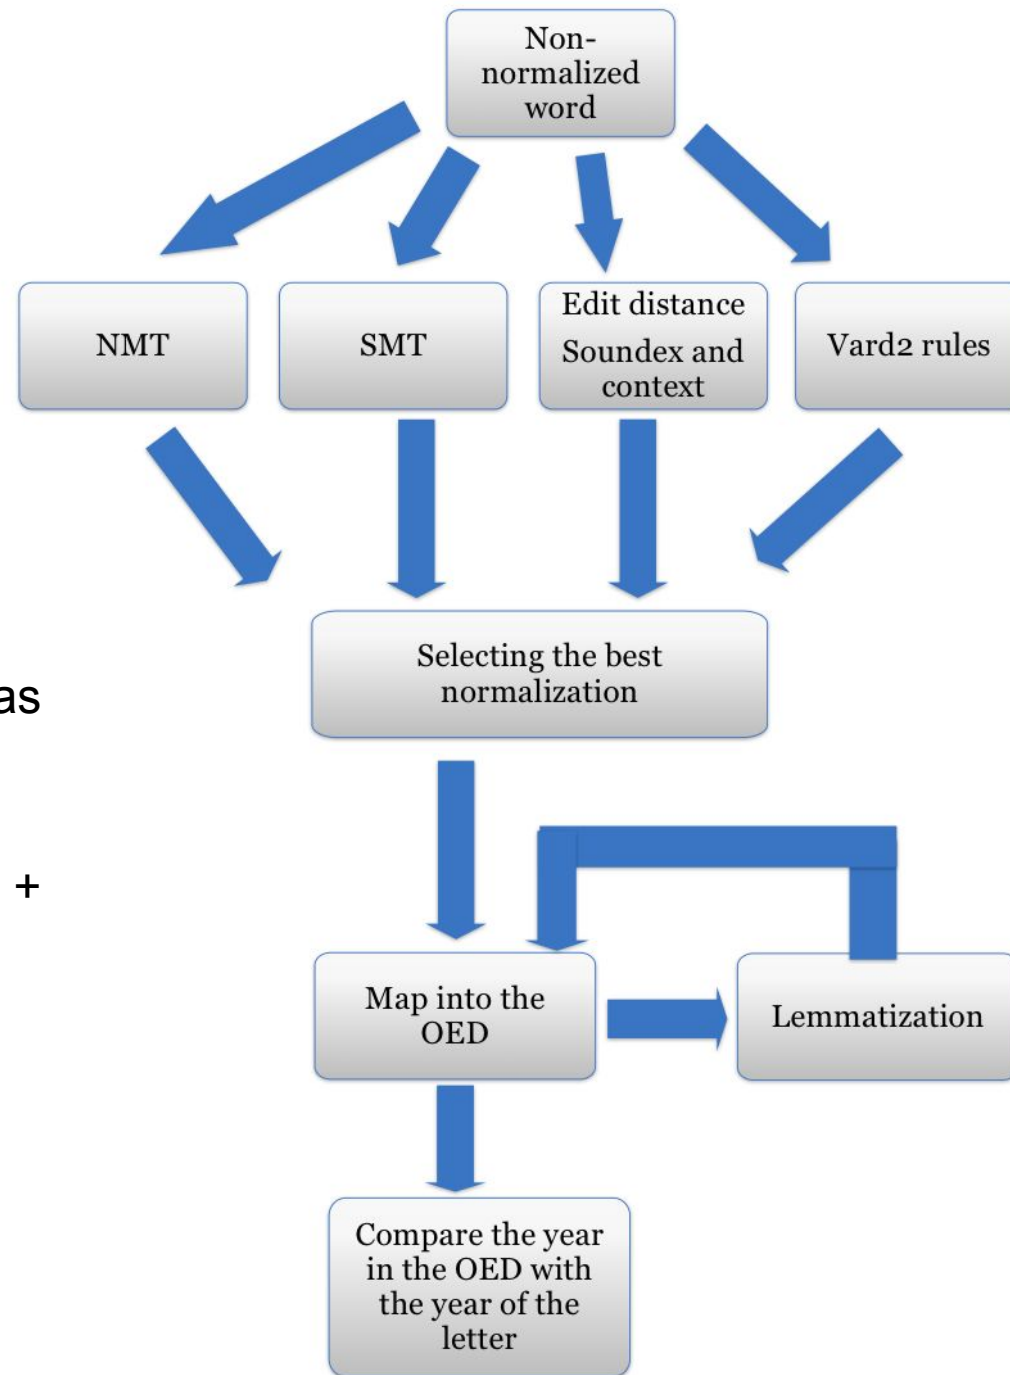 Non-
normalized
word
NMT
SMT
Edit distance
Soundex and
context
Vard2 rules
Selecting the best
normalization
as
+
Map into the
OED
Lemmatization
Compare the year
in the OED with
the year of the
letter